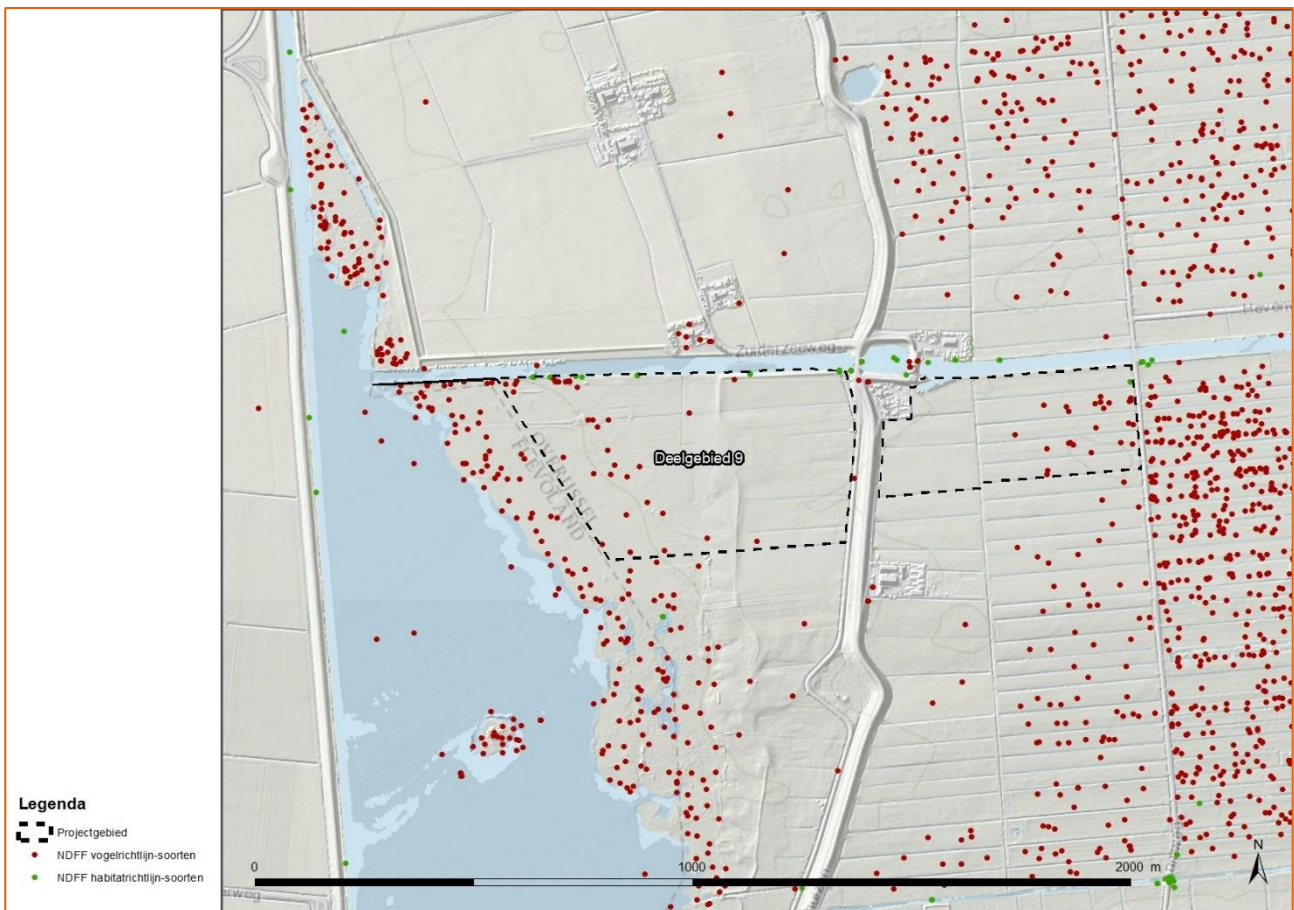 Zuiderzeeweg
OVERIJSSEL
FLEVOLAND
Deelgebied 9
Legenda
Projectgebied
NDFF vogelrichtlijn-soorten
NDFF habitatrichtlijn-soorten
0
1000
2000 m
N